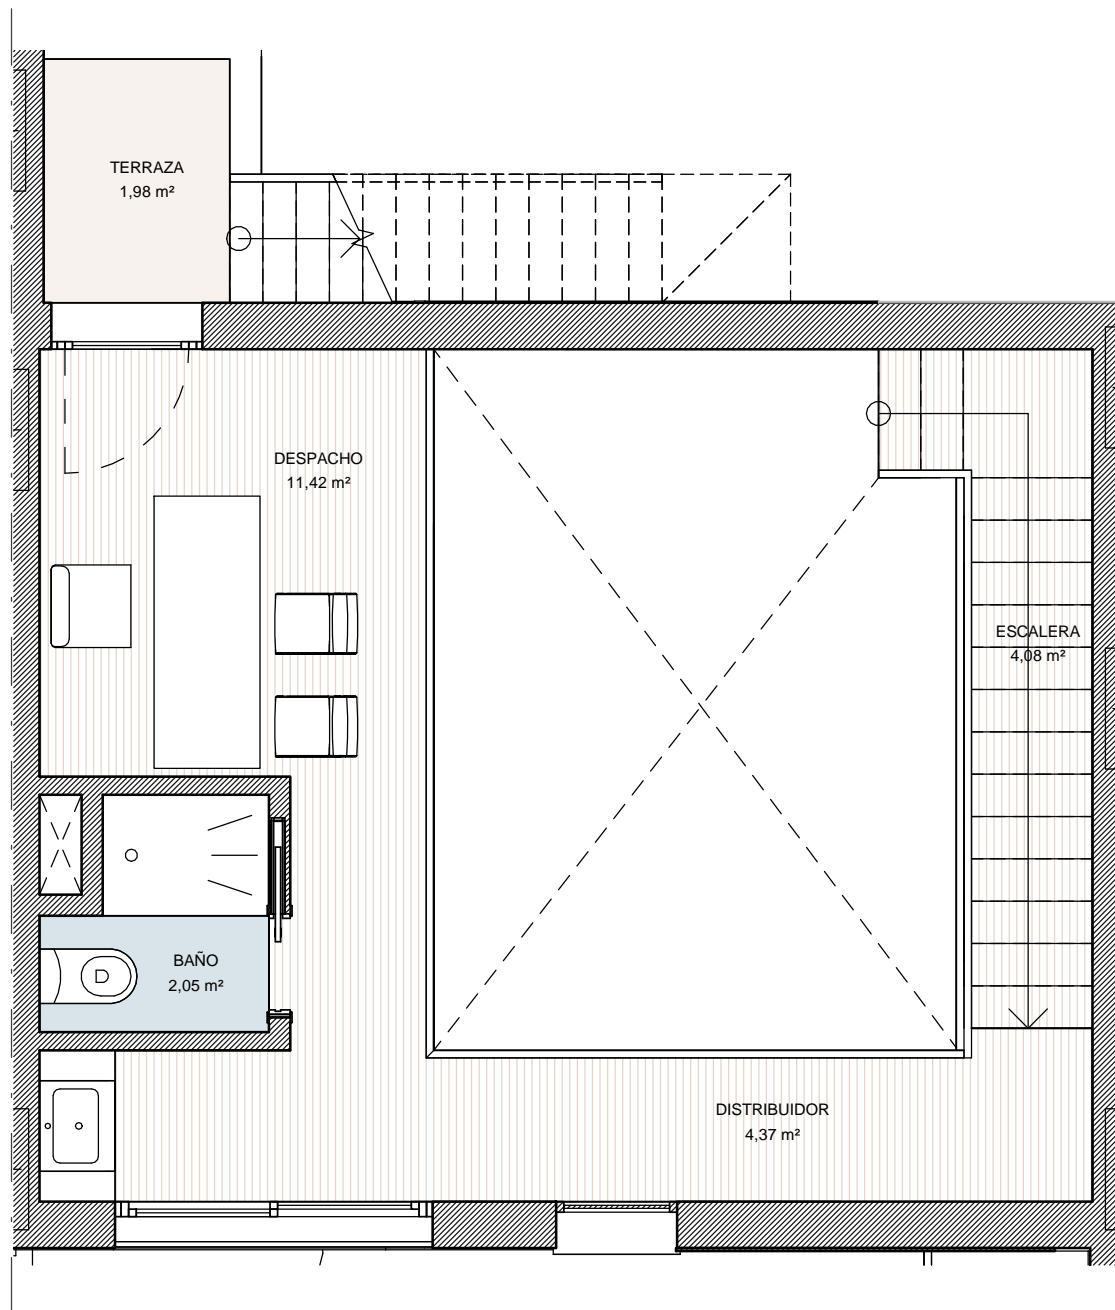 TERRAZA
1,98 m²
DESPACHO
11,42 m²
ESCALERA
4,08 m²
BAÑO
2,05 m²
DISTRIBUIDOR
4,37 m²